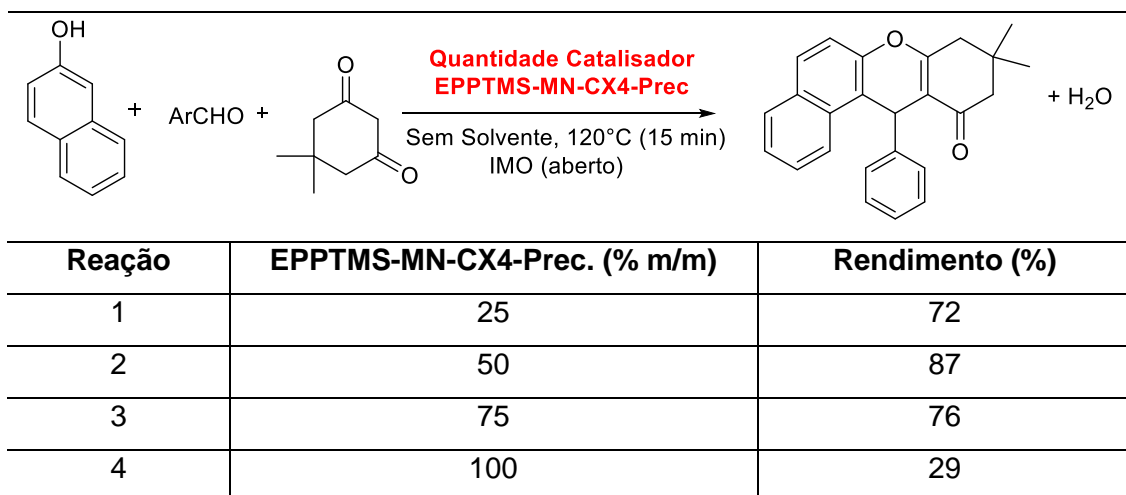 OH
+
ArCHO
+
O
O
Quantidade Catalisador
EPPTMS-MN-CX4-Prec
Sem Solvente, 120°C (15 min)
IMO (aberto)
O
O
+ H₂O
Reação EPPTMS-MN-CX4-Prec. (% m/m) Rendimento (%)
1 25 72
2 50 87
3 75 76
4 100 29